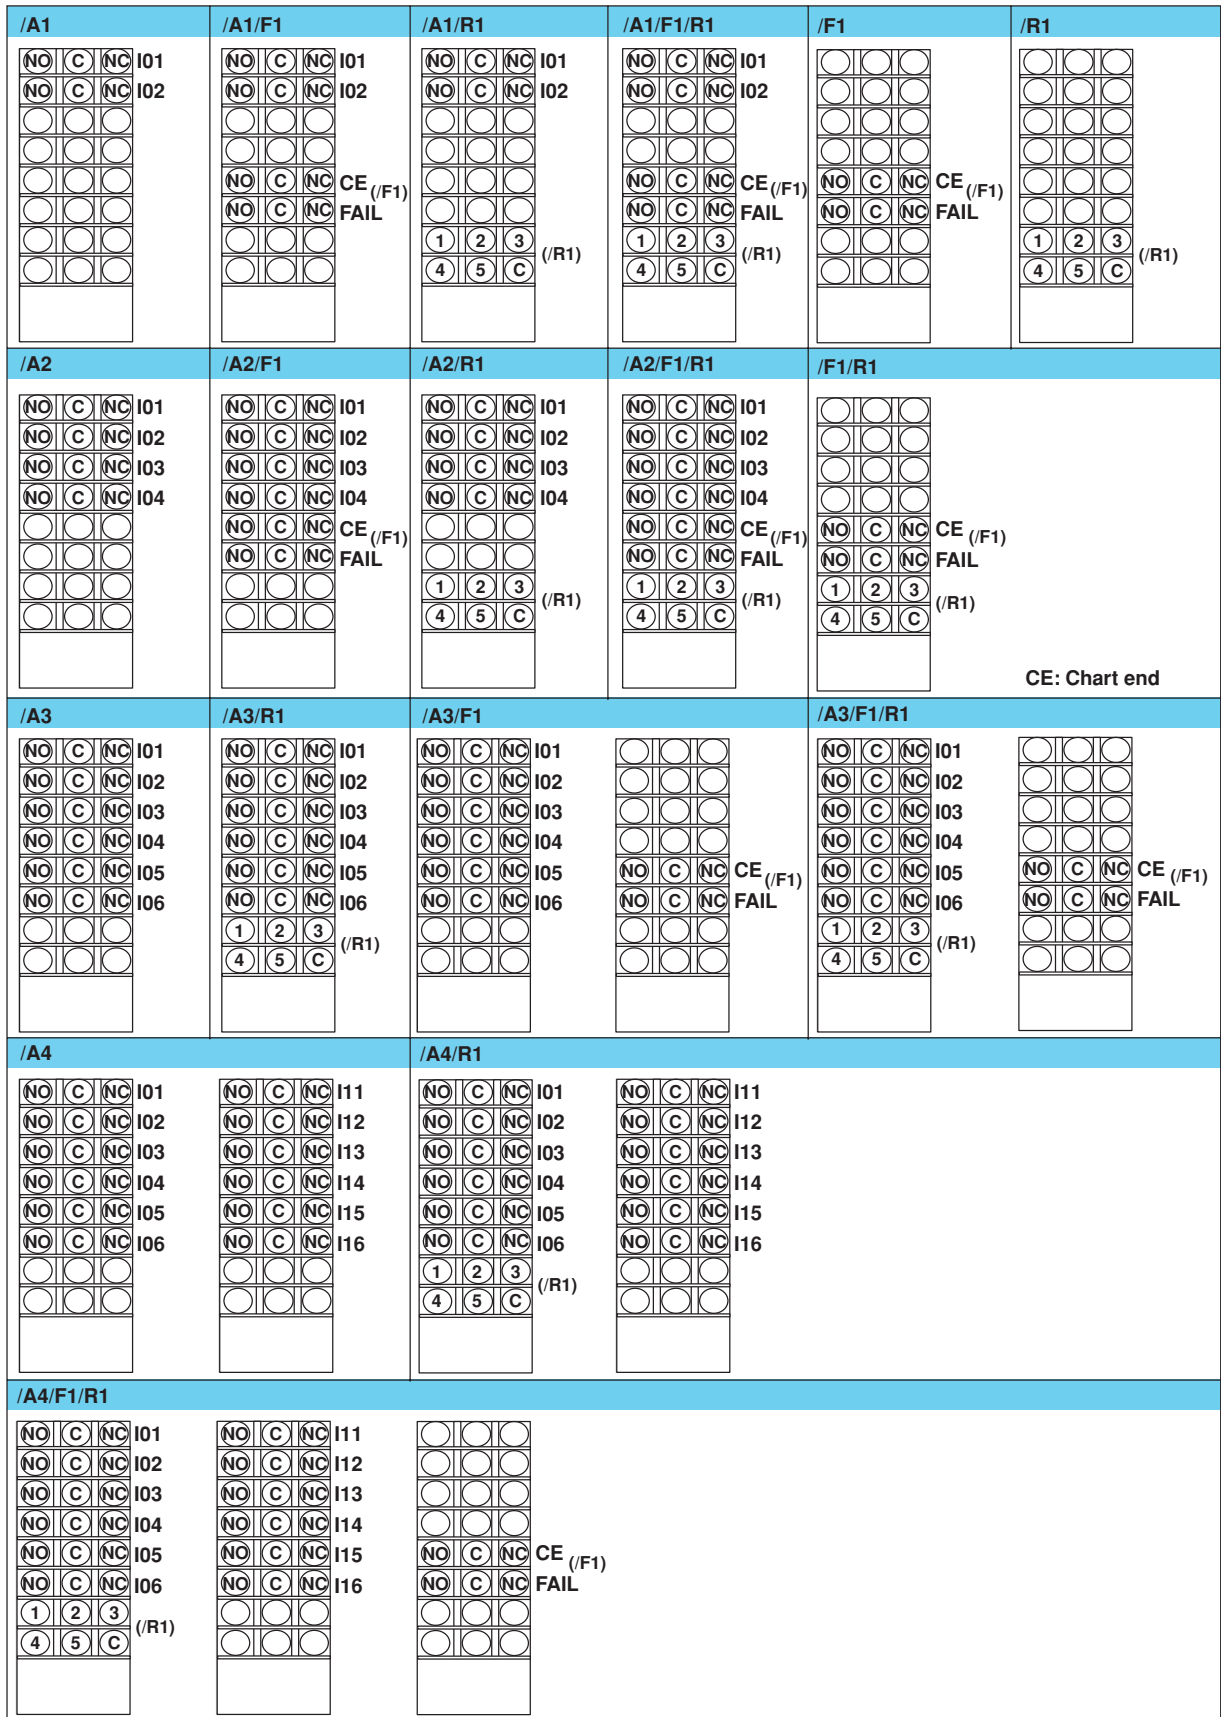 /A1
NO C NC I01
NO C NC I02
/A1/F1
NO C NC I01
NO C NC I02
NO C NC CE (/F1)
NO C NC FAIL
/A1/R1
NO C NC I01
NO C NC I02
1 2 3
(/R1)
4 5 C
/A1/F1/R1
NO C NC I01
NO C NC I02
NO C NC CE (/F1)
NO C NC FAIL
1 2 3
(/R1)
4 5 C
/F1
NO C NC CE (/F1)
NO C NC FAIL
/R1
1 2 3
(/R1)
4 5 C
/A2
NO C NC I01
NO C NC I02
NO C NC I03
NO C NC I04
/A2/F1
NO C NC I01
NO C NC I02
NO C NC I03
NO C NC I04
NO C NC CE (/F1)
NO C NC FAIL
/A2/R1
NO C NC I01
NO C NC I02
NO C NC I03
NO C NC I04
1 2 3
(/R1)
4 5 C
/A2/F1/R1
NO C NC I01
NO C NC I02
NO C NC I03
NO C NC I04
NO C NC CE (/F1)
NO C NC FAIL
1 2 3
(/R1)
4 5 C
/F1/R1
NO C NC CE (/F1)
NO C NC FAIL
1 2 3
(/R1)
4 5 C
CE: Chart end
/A3
NO C NC I01
NO C NC I02
NO C NC I03
NO C NC I04
NO C NC I05
NO C NC I06
/A3/R1
NO C NC I01
NO C NC I02
NO C NC I03
NO C NC I04
NO C NC I05
NO C NC I06
1 2 3
(/R1)
4 5 C
/A3/F1
NO C NC I01
NO C NC I02
NO C NC I03
NO C NC I04
NO C NC I05
NO C NC I06
NO C NC CE (/F1)
NO C NC FAIL
/A3/F1/R1
NO C NC I01
NO C NC I02
NO C NC I03
NO C NC I04
NO C NC I05
NO C NC I06
1 2 3
(/R1)
4 5 C
NO C NC CE (/F1)
NO C NC FAIL
/A4
NO C NC I01
NO C NC I02
NO C NC I03
NO C NC I04
NO C NC I05
NO C NC I06
NO C NC I11
NO C NC I12
NO C NC I13
NO C NC I14
NO C NC I15
NO C NC I16
/A4/R1
NO C NC I01
NO C NC I02
NO C NC I03
NO C NC I04
NO C NC I05
NO C NC I06
1 2 3
(/R1)
4 5 C
NO C NC I11
NO C NC I12
NO C NC I13
NO C NC I14
NO C NC I15
NO C NC I16
/A4/F1/R1
NO C NC I01
NO C NC I02
NO C NC I03
NO C NC I04
NO C NC I05
NO C NC I06
1 2 3
(/R1)
4 5 C
NO C NC I11
NO C NC I12
NO C NC I13
NO C NC I14
NO C NC I15
NO C NC I16
NO C NC CE (/F1)
NO C NC FAIL